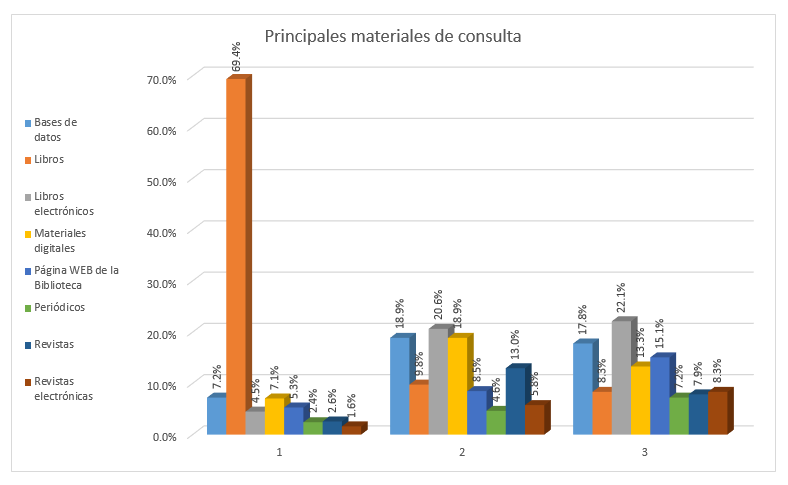 Principales materiales de consulta
70.0%
60.0%
50.0%
40.0%
30.0%
20.0%
10.0%
0.0%
Bases de
datos
Libros
Libros
electrónicos
Materiales
digitales
Página WEB de la
Biblioteca
Periódicos
Revistas
Revistas
electrónicas
7.2%
69.4%
4.5%
7.1%
5.3%
2.4%
2.6%
1.6%
18.9%
9.8%
20.6%
18.9%
8.5%
4.6%
13.0%
5.8%
17.8%
8.3%
22.1%
13.3%
15.1%
7.2%
7.9%
8.3%
1
2
3